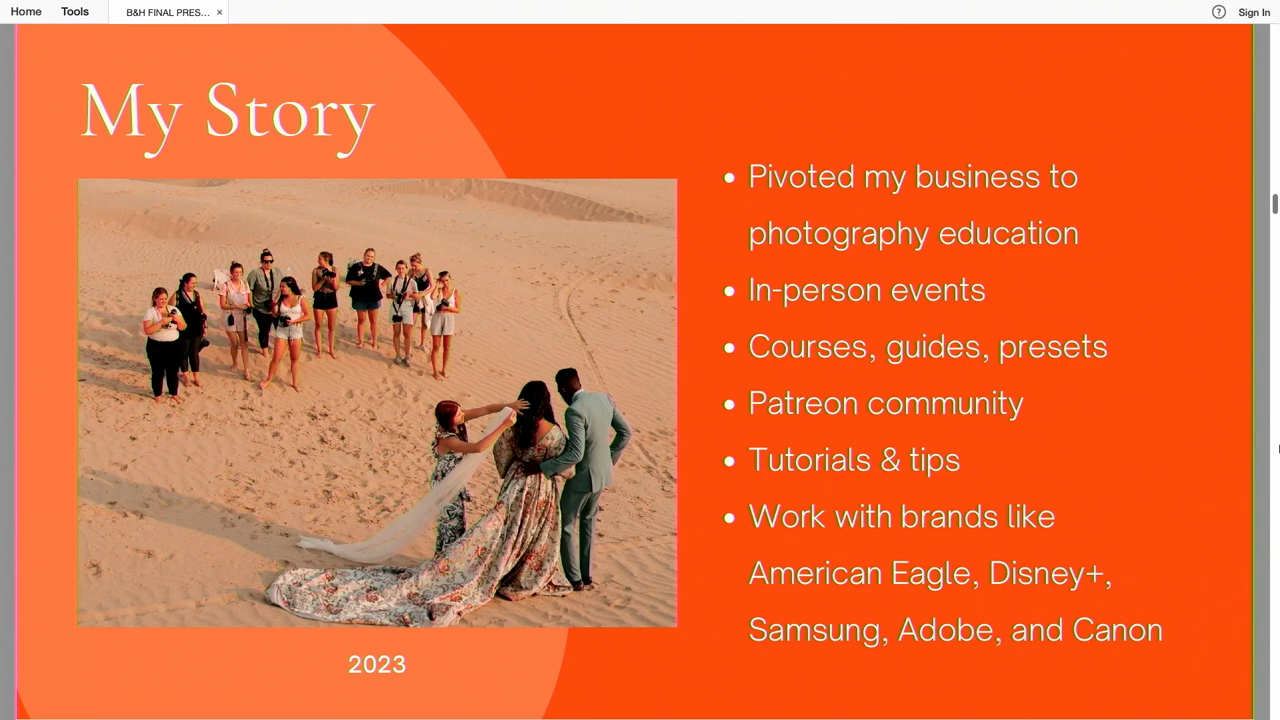 Home Tools B&H FINAL PRES... × ? Sign In
My Story
• Pivoted my business to
photography education
• In-person events
• Courses, guides, presets
• Patreon community
• Tutorials & tips
• Work with brands like
American Eagle, Disney+,
Samsung, Adobe, and Canon
2023